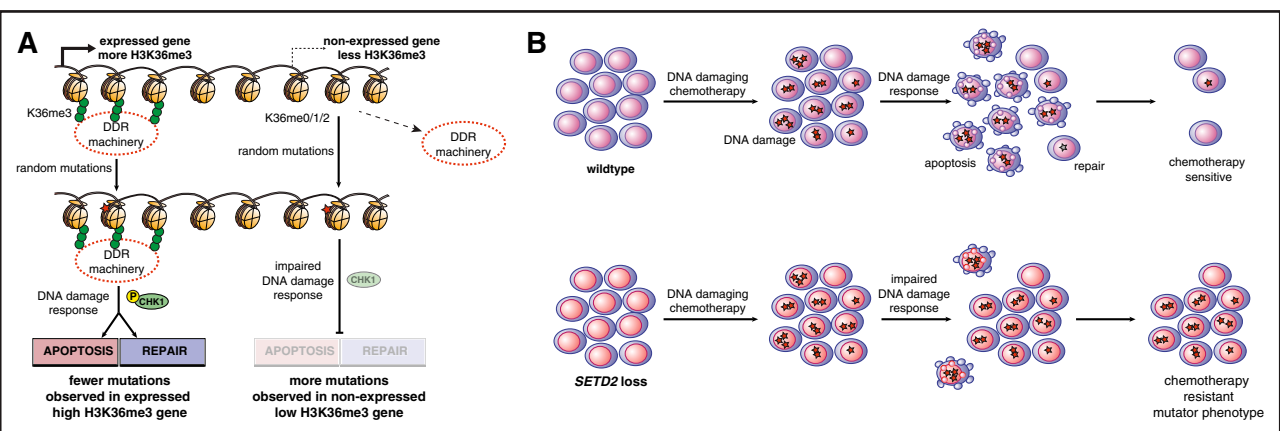 A
expressed gene
more H3K36me3
non-expressed gene
less H3K36me3
K36me3
DDR
machinery
K36me0/1/2
DDR
machinery
random mutations
random mutations
DDR
machinery
DNA damage
response
P
CHK1
impaired
DNA damage
response
CHK1
APOPTOSIS
REPAIR
APOPTOSIS
REPAIR
fewer mutations
observed in expressed
high H3K36me3 gene
more mutations
observed in non-expressed
low H3K36me3 gene
B
wildtype
DNA damaging
chemotherapy
DNA damage
DNA damage
response
apoptosis
repair
chemotherapy
sensitive
SETD2 loss
DNA damaging
chemotherapy
impaired
DNA damage
response
chemotherapy
resistant
mutator phenotype